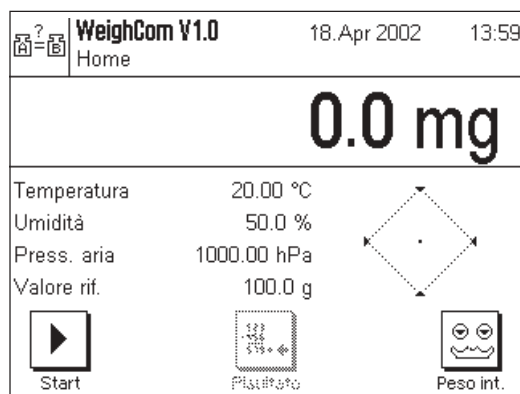 A ? = B WeighCom V1.0 18.Apr 2002 13:59
Home
0.0 mg
Temperatura 20.00 °C
Umidità 50.0 %
Press. aria 1000.00 hPa
Valore rif. 100.0 g
Start Risultato Peso int.